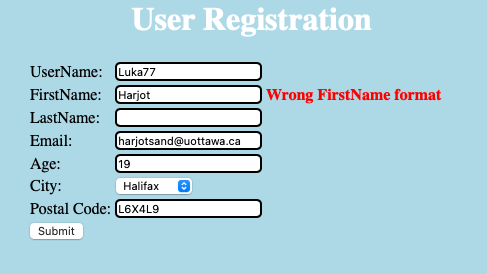 User Registration
UserName: Luka77
FirstName: Harjot Wrong FirstName format
LastName:
Email: harjotsand@uottawa.ca
Age: 19
City: Halifax
Postal Code: L6X4L9
Submit